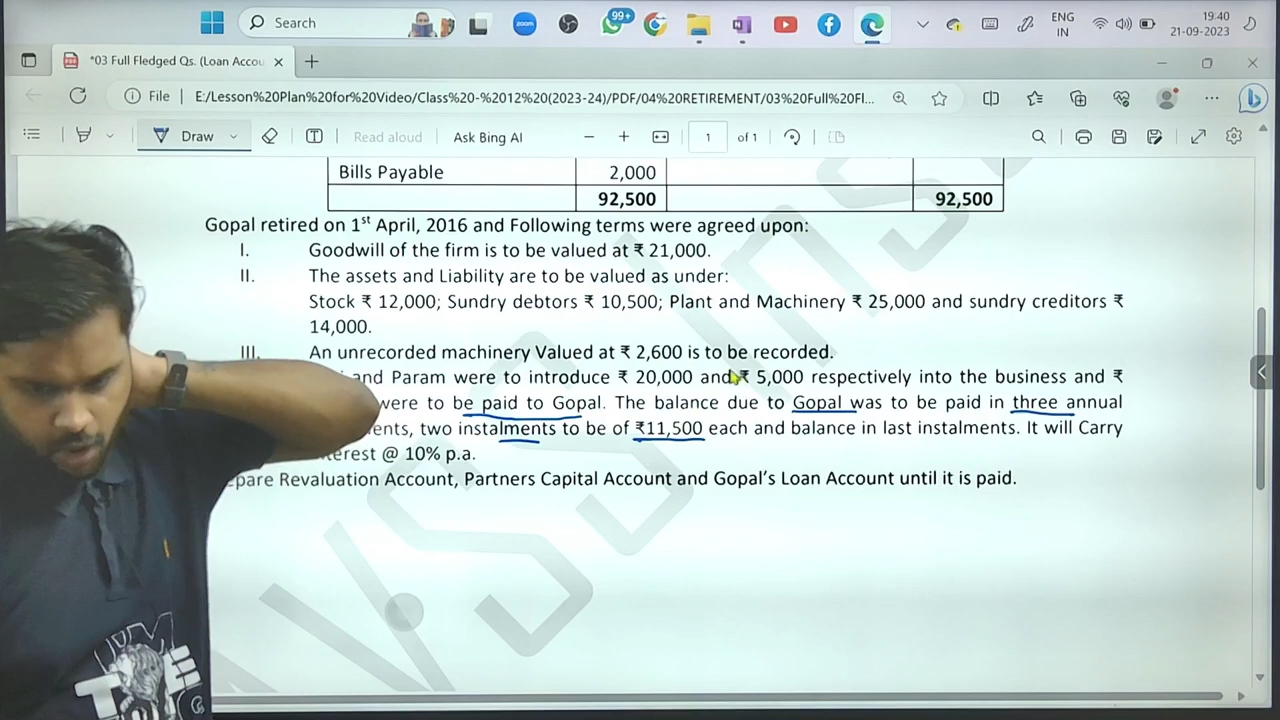 Search
zoom
99+
ENG
IN
19:40
21-09-2023
*03 Full Fledged Qs. (Loan Accou
File
E:/Lesson%20Plan%20for%20Video/Class%20-%2012%20(2023-24)/PDF/04%20RETIREMENT/03%20Full%20Fl...
Draw
Read aloud
Ask Bing AI
1
of 1
Bills Payable 2,000
92,500 92,500
Gopal retired on 1st April, 2016 and Following terms were agreed upon:
I. Goodwill of the firm is to be valued at ₹ 21,000.
II. The assets and Liability are to be valued as under:
Stock ₹ 12,000; Sundry debtors ₹ 10,500; Plant and Machinery ₹ 25,000 and sundry creditors ₹
14,000.
III. An unrecorded machinery Valued at ₹ 2,600 is to be recorded.
and Param were to introduce ₹ 20,000 and ₹ 5,000 respectively into the business and ₹
were to be paid to Gopal. The balance due to Gopal was to be paid in three annual
two instalments to be of ₹11,500 each and balance in last instalments. It will Carry
@ 10% p.a.
Revaluation Account, Partners Capital Account and Gopal's Loan Account until it is paid.